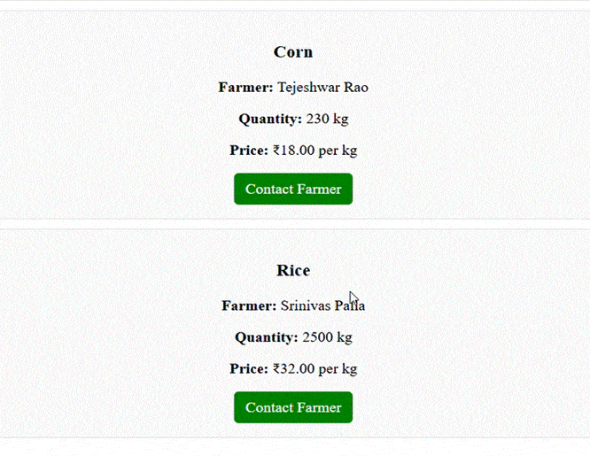 Corn
Farmer: Tejeshwar Rao
Quantity: 230 kg
Price: ₹18.00 per kg
Contact Farmer
Rice
Farmer: Srinivas
Quantity: 2500 kg
Price: ₹32.00 per kg
Contact Farmer